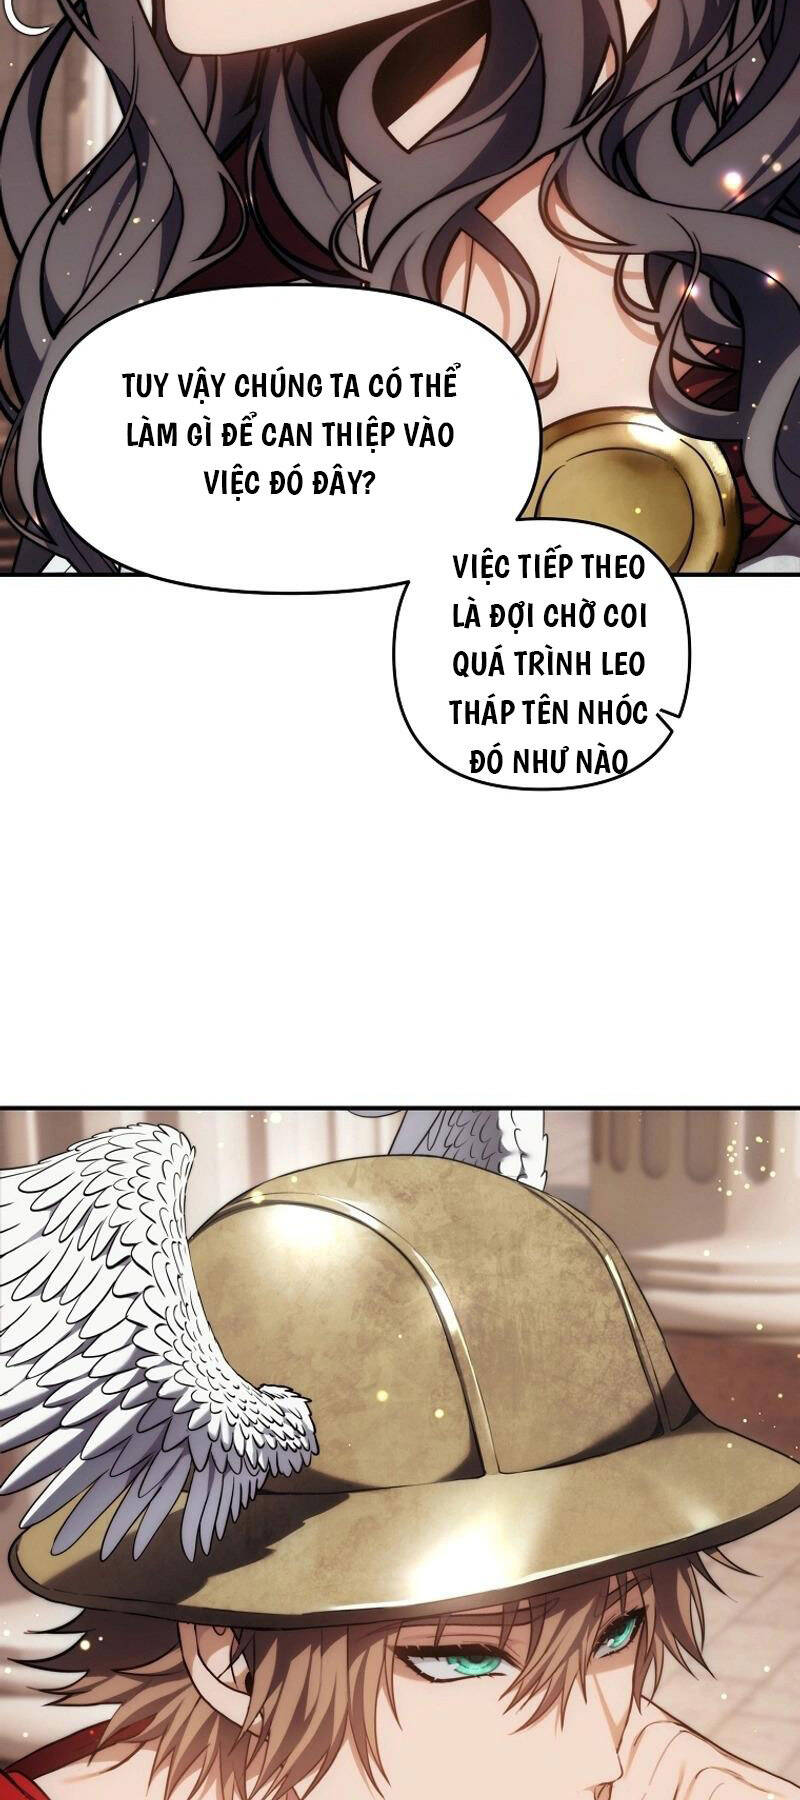 TUY VẬY CHÚNG TA CÓ THỂ
LÀM GÌ ĐỂ CAN THIỆP VÀO
VIỆC ĐÓ ĐÂY?
VIỆC TIẾP THEO
LÀ ĐỢI CHỜ COI
QUÁ TRÌNH LEO
THÁP TÊN NHÓC
ĐÓ NHƯ NÀO